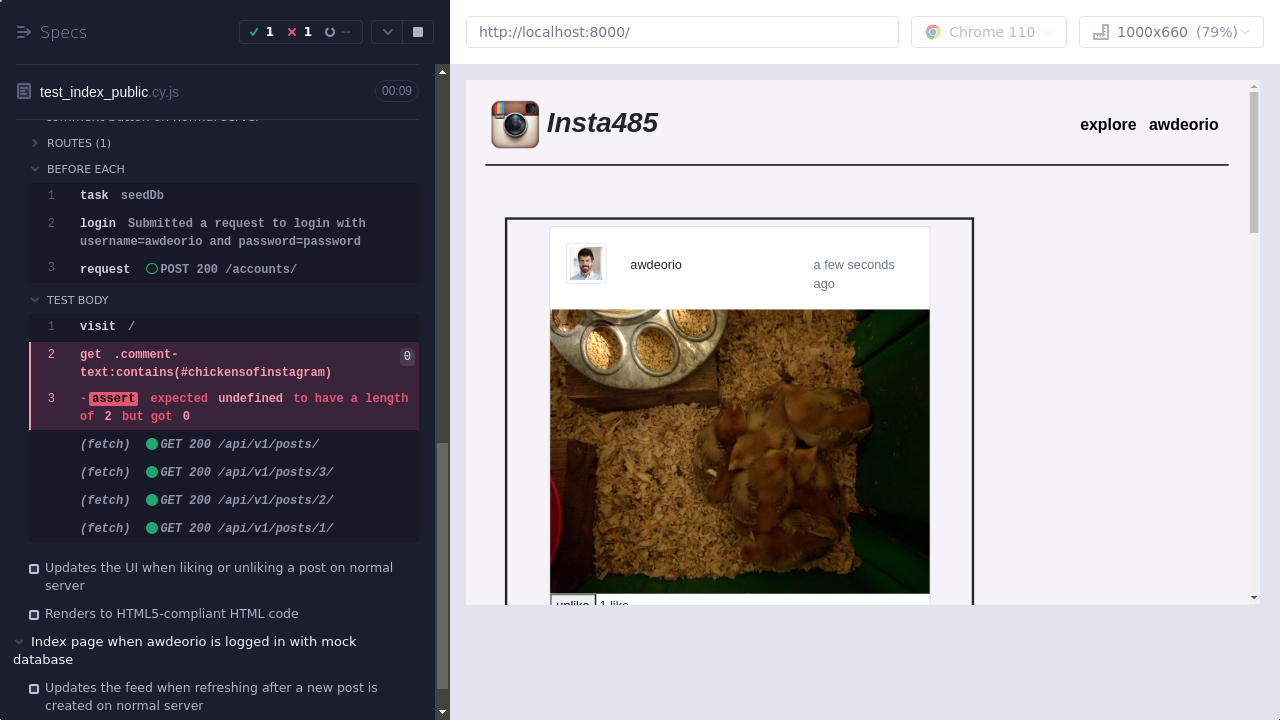 Specs
1
1
--
test_index_public.cy.js
00:09
comment button on normal server
ROUTES (1)
BEFORE EACH
1 task seedDb
2 login Submitted a request to login with
username=awdeorio and password=password
3 request POST 200 /accounts/
TEST BODY
1 visit /
2 get .comment-
text:contains(#chickensofinstagram)
0
3 -assert expected undefined to have a length
of 2 but got 0
(fetch) GET 200 /api/v1/posts/
(fetch) GET 200 /api/v1/posts/3/
(fetch) GET 200 /api/v1/posts/2/
(fetch) GET 200 /api/v1/posts/1/
Updates the UI when liking or unliking a post on normal
server
Renders to HTML5-compliant HTML code
Index page when awdeorio is logged in with mock
database
Updates the feed when refreshing after a new post is
created on normal server
http://localhost:8000/
Chrome 110
1000x660 (79%)
Insta485
explore awdeorio
awdeorio
a few seconds
ago
unlike 1 like